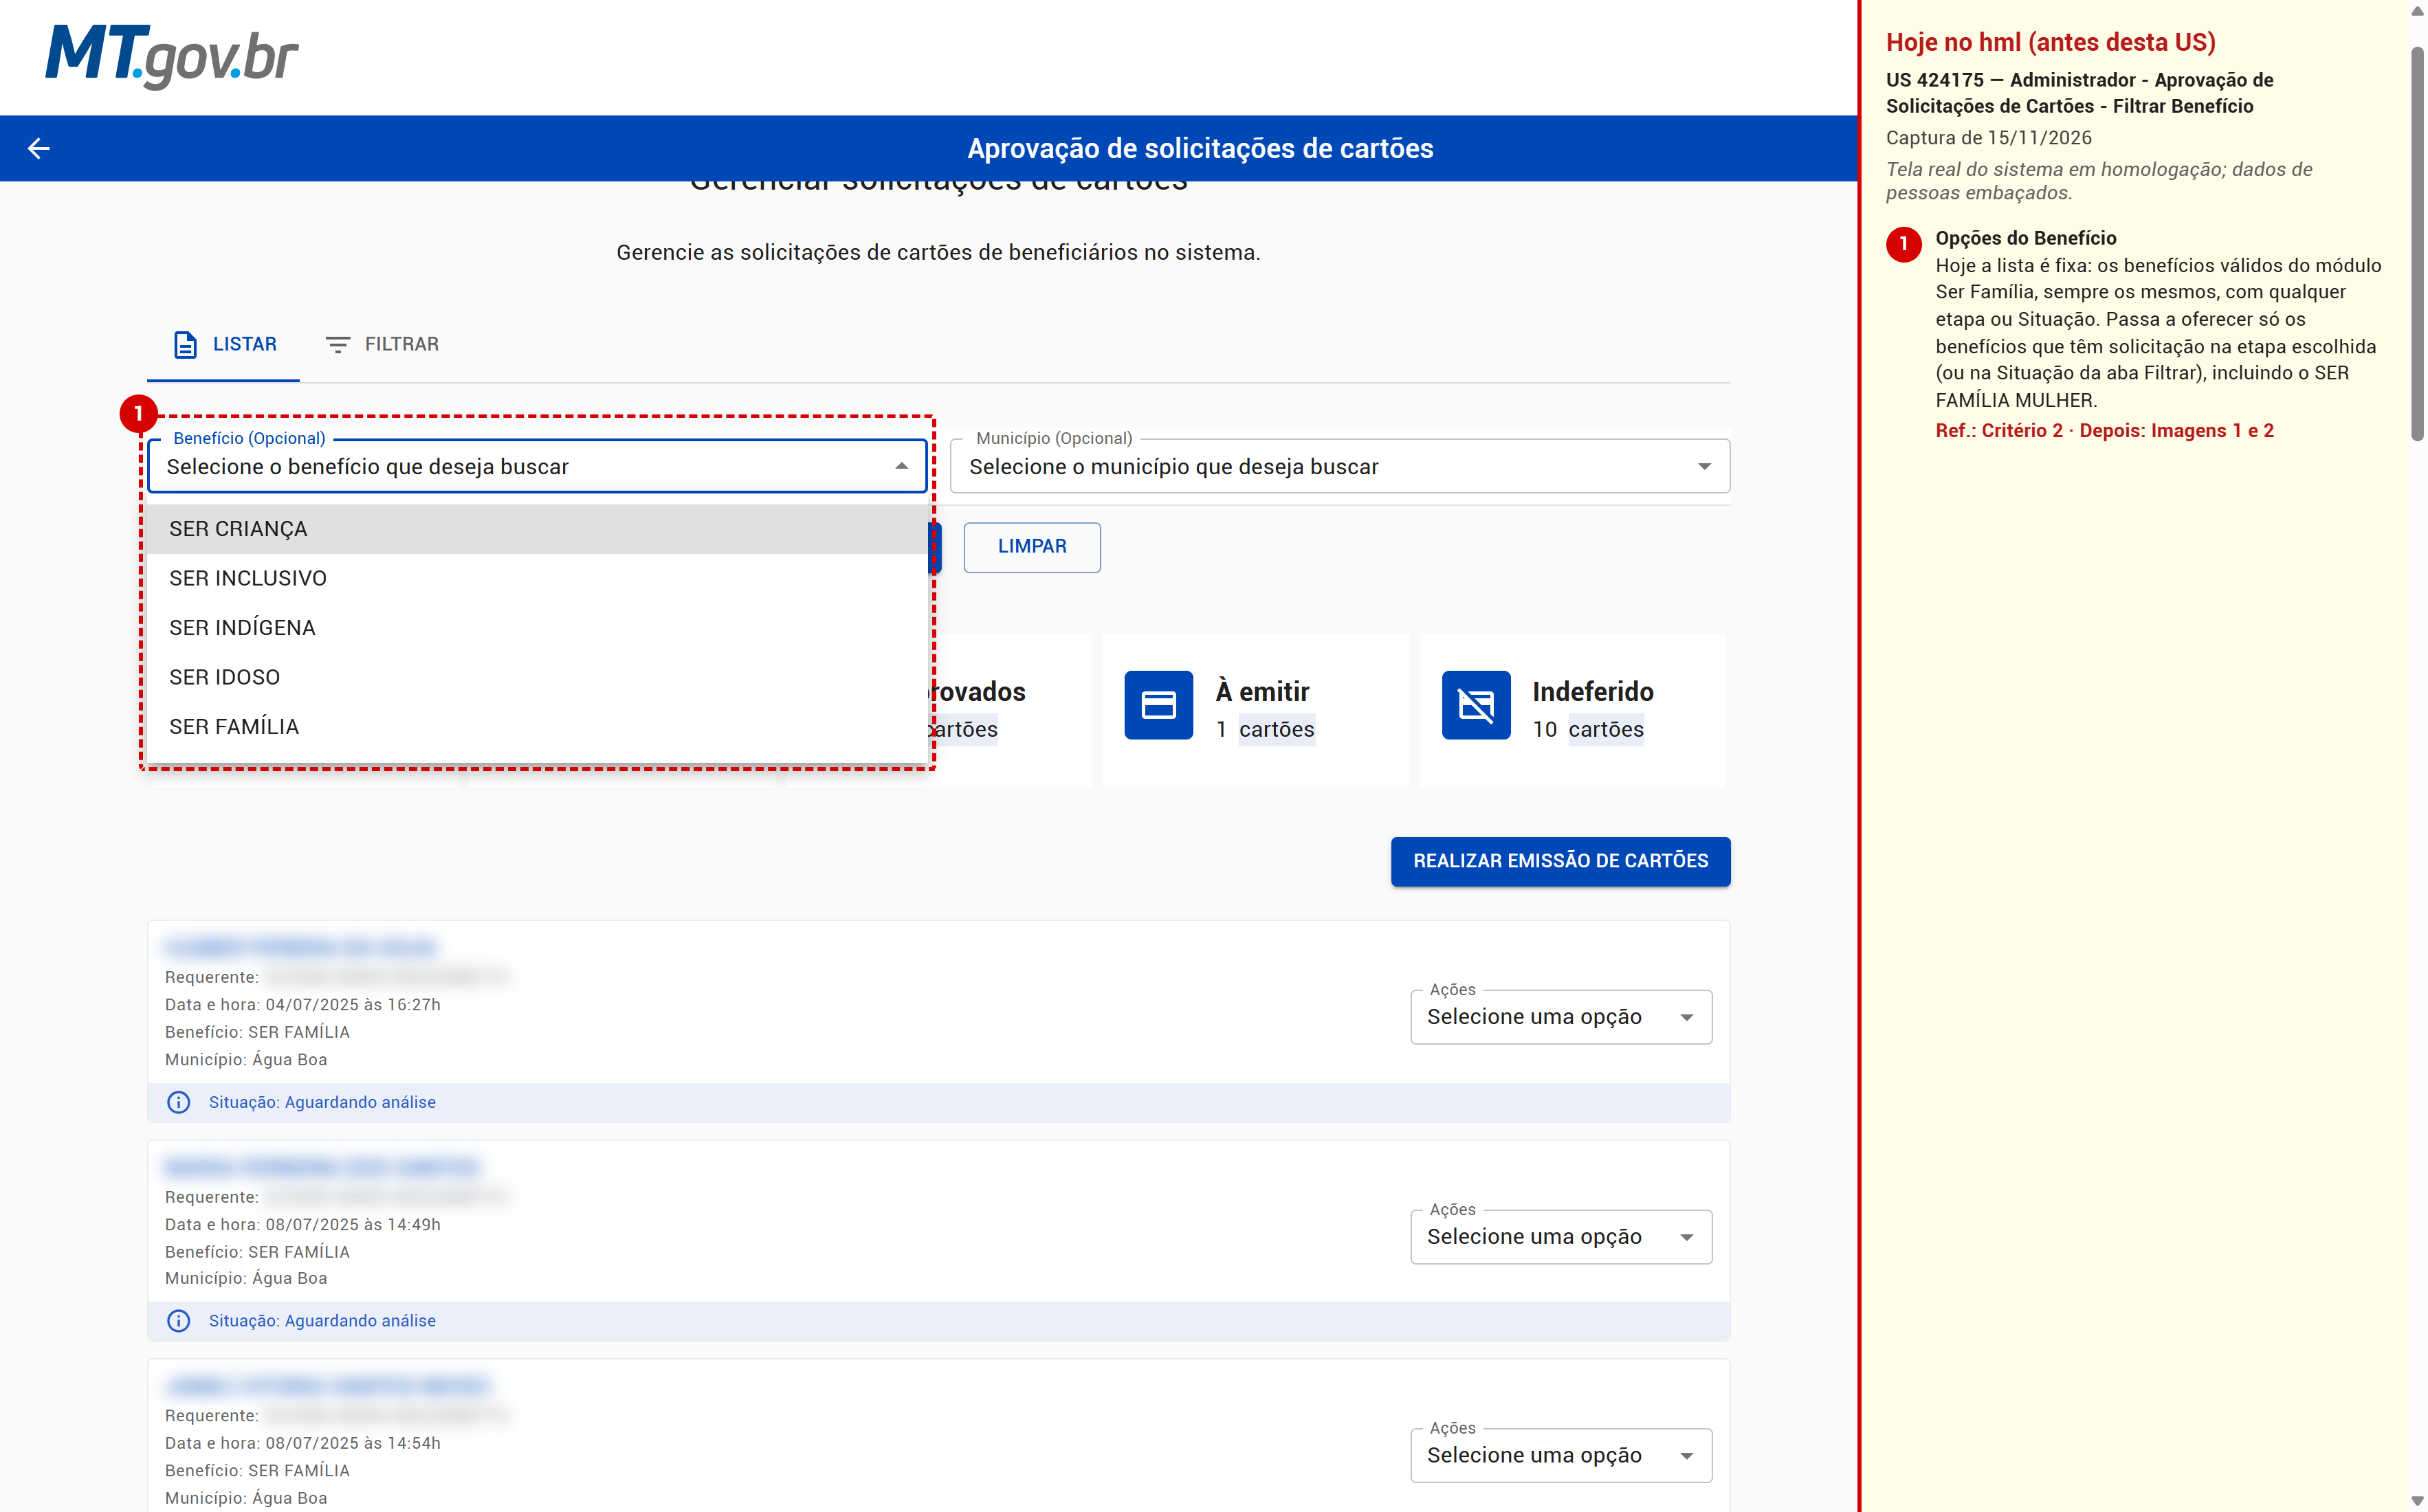 MT.gov.br
Aprovação de solicitações de cartões
Gerenciar solicitações de cartões
Gerencie as solicitações de cartões de beneficiários no sistema.
LISTAR
FILTRAR
1
Benefício (Opcional)
Selecione o benefício que deseja buscar
Município (Opcional)
Selecione o município que deseja buscar
SER CRIANÇA
SER INCLUSIVO
SER INDÍGENA
SER IDOSO
SER FAMÍLIA
LIMPAR
rovados
cartões
À emitir
1 cartões
Indeferido
10 cartões
REALIZAR EMISSÃO DE CARTÕES
Requerente:
Data e hora: 04/07/2025 às 16:27h
Benefício: SER FAMÍLIA
Município: Água Boa
Ações
Selecione uma opção
Situação: Aguardando análise
Requerente:
Data e hora: 08/07/2025 às 14:49h
Benefício: SER FAMÍLIA
Município: Água Boa
Ações
Selecione uma opção
Situação: Aguardando análise
Requerente:
Data e hora: 08/07/2025 às 14:54h
Benefício: SER FAMÍLIA
Município: Água Boa
Ações
Selecione uma opção
Hoje no hml (antes desta US)
US 424175 — Administrador - Aprovação de
Solicitações de Cartões - Filtrar Benefício
Captura de 15/11/2026
Tela real do sistema em homologação; dados de
pessoas embaçados.
1
Opções do Benefício
Hoje a lista é fixa: os benefícios válidos do módulo
Ser Família, sempre os mesmos, com qualquer
etapa ou Situação. Passa a oferecer só os
benefícios que têm solicitação na etapa escolhida
(ou na Situação da aba Filtrar), incluindo o SER
FAMÍLIA MULHER.
Ref.: Critério 2 · Depois: Imagens 1 e 2